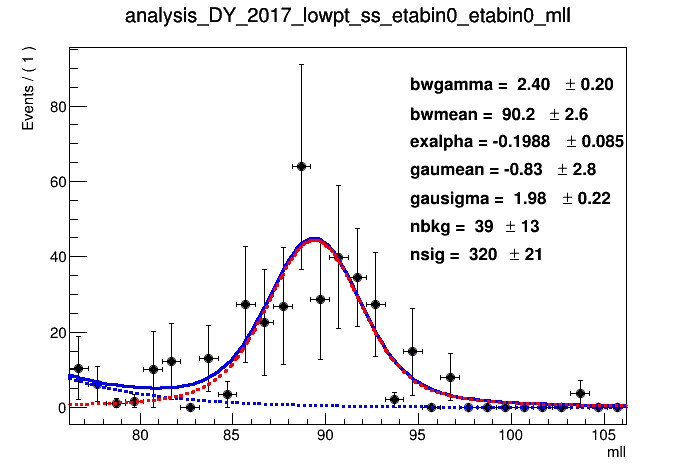 analysis_DY_2017_lowpt_ss_etabin0_etabin0_mll
Events / ( 1 )
bwgamma = 2.40 ± 0.20
bwmean = 90.2 ± 2.6
exalpha = -0.1988 ± 0.085
gaumean = -0.83 ± 2.8
gausigma = 1.98 ± 0.22
nbkg = 39 ± 13
nsig = 320 ± 21
80
60
40
20
0
80 85 90 95 100 105
mll